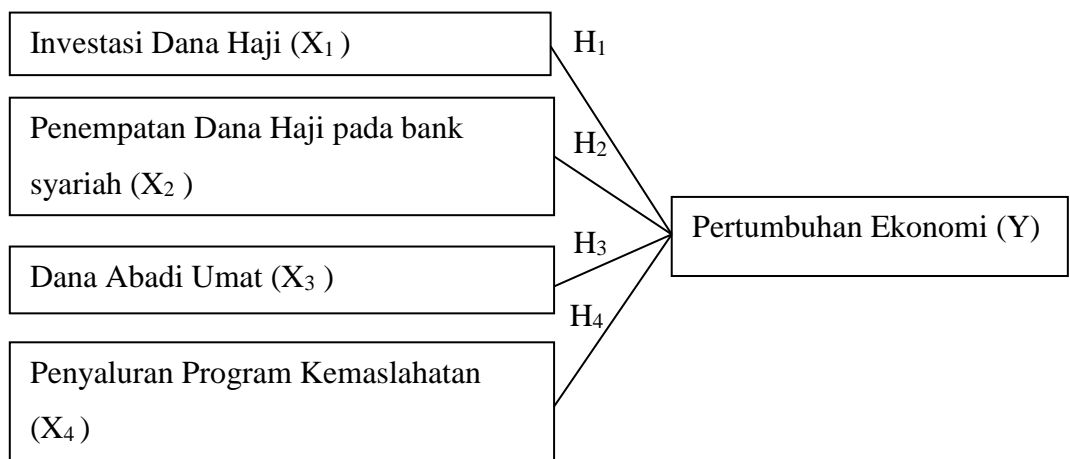 Investasi Dana Haji (X₁ )
H₁
Penempatan Dana Haji pada bank
syariah (X₂ )
H₂
Pertumbuhan Ekonomi (Y)
H₃
Dana Abadi Umat (X₃ )
H₄
Penyaluran Program Kemaslahatan
(X₄ )